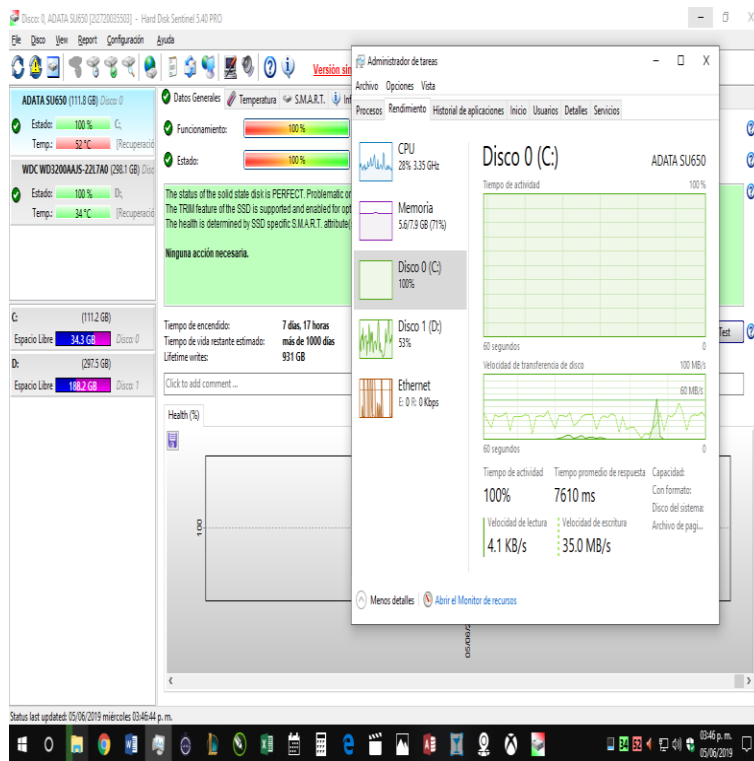 Disco: 0, ADATA SU650 [2I2720035503] - Hard Disk Sentinel 5.40 PRO
File Disco View Report Configuración Ayuda
Versión sin
ADATA SU650 (111.8 GB) Disco: 0
Estado: 100 % C:,
Temp.: 52 °C [Recuperació
WDC WD3200AAJS-22L7A0 (298.1 GB) Disc
Estado: 100 % D:,
Temp.: 34 °C [Recuperació
C: (111.2 GB)
Espacio Libre 34.3 GB Disco: 0
D: (297.5 GB)
Espacio Libre 188.2 GB Disco: 1
Datos Generales Temperatura S.M.A.R.T. Inf
Funcionamiento: 100 %
Estado: 100 %
The status of the solid state disk is PERFECT. Problematic or
The TRIM feature of the SSD is supported and enabled for opt
The health is determined by SSD specific S.M.A.R.T. attribute(
Ninguna acción necesaria.
Tiempo de encendido: 7 días, 17 horas
Tiempo de vida restante estimado: más de 1000 días
Lifetime writes: 931 GB
Test
Click to add comment ...
Health (%)
100
05/06/2
Administrador de tareas
Archivo Opciones Vista
Procesos Rendimiento Historial de aplicaciones Inicio Usuarios Detalles Servicios
CPU
28% 3.35 GHz
Memoria
5.6/7.9 GB (71%)
Disco 0 (C:)
100%
Disco 1 (D:)
53%
Ethernet
E: 0 R: 0 Kbps
Disco 0 (C:) ADATA SU650
Tiempo de actividad 100%
60 segundos 0
Velocidad de transferencia de disco 100 MB/s
60 MB/s
60 segundos 0
Tiempo de actividad Tiempo promedio de respuesta
100% 7610 ms
Velocidad de lectura Velocidad de escritura
4.1 KB/s 35.0 MB/s
Capacidad:
Con formato:
Disco del sistema:
Archivo de pagi...
Menos detalles Abrir el Monitor de recursos
Status last updated: 05/06/2019 miércoles 03:46:44 p. m.
34 52
03:46 p. m.
05/06/2019